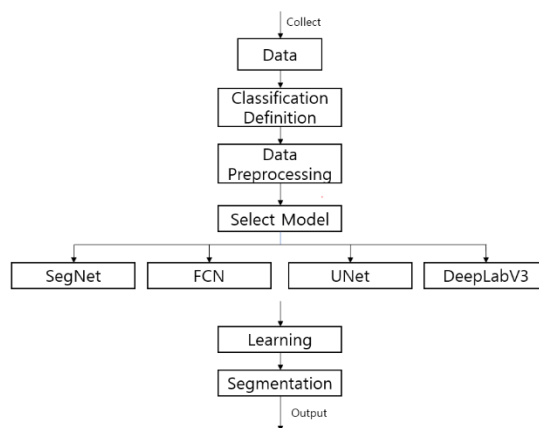 Collect
Data
Classification
Definition
Data
Preprocessing
Select Model
SegNet
FCN
UNet
DeepLabV3
Learning
Segmentation
Output